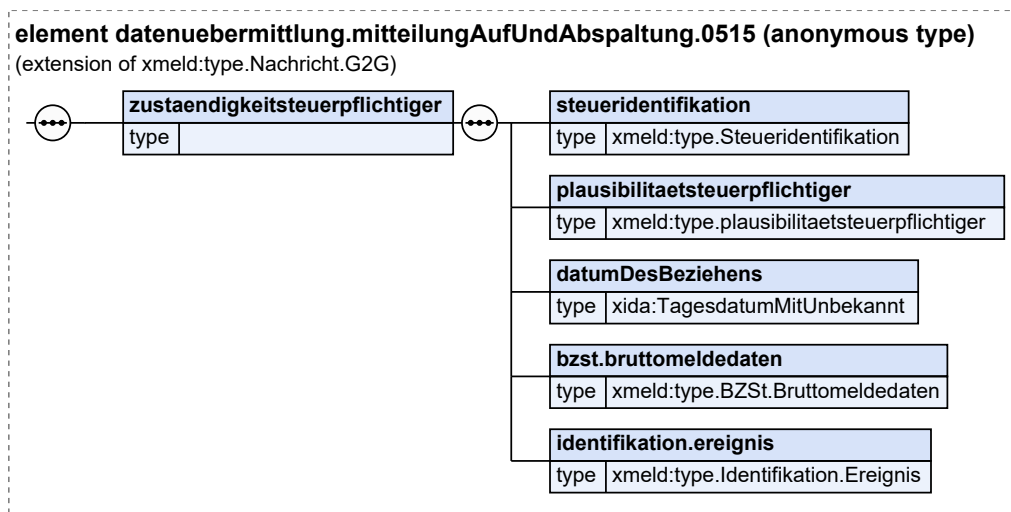 element datenuebermittlung.mitteilungAufUndAbspaltung.0515 (anonymous type)
(extension of xmeld:type.Nachricht.G2G)
zustaendigkeitsteuerpflichtiger
type
steueridentifikation
type xmeld:type.Steueridentifikation
plausibilitaetsteuerpflichtiger
type xmeld:type.plausibilitaetsteuerpflichtiger
datumDesBeziehens
type xida:TagesdatumMitUnbekannt
bzst.bruttomeldedaten
type xmeld:type.BZSt.Bruttomeldedaten
identifikation.ereignis
type xmeld:type.Identifikation.Ereignis